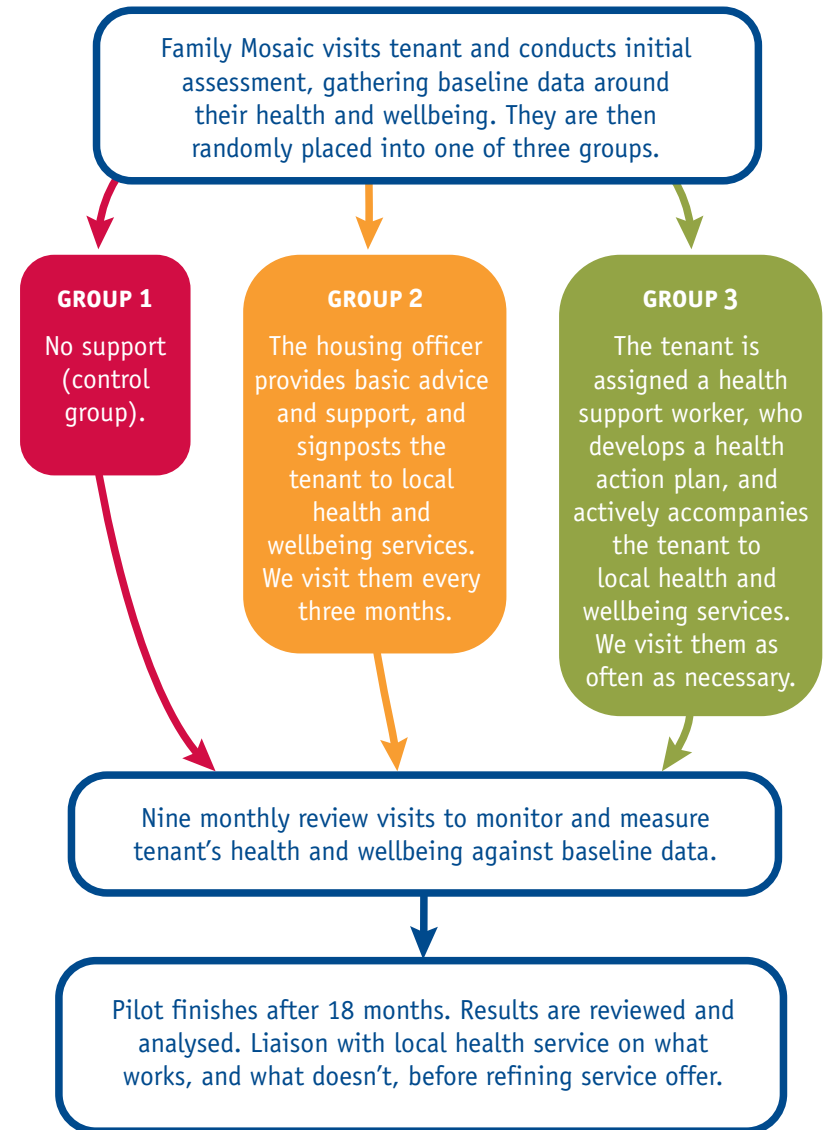 Family Mosaic visits tenant and conducts initial
assessment, gathering baseline data around
their health and wellbeing. They are then
randomly placed into one of three groups.
GROUP 1
No support
(control
group).
GROUP 2
The housing officer
provides basic advice
and support, and
signposts the
tenant to local
health and
wellbeing services.
We visit them every
three months.
GROUP 3
The tenant is
assigned a health
support worker, who
develops a health
action plan, and
actively accompanies
the tenant to
local health and
wellbeing services.
We visit them as
often as necessary.
Nine monthly review visits to monitor and measure
tenant's health and wellbeing against baseline data.
Pilot finishes after 18 months. Results are reviewed and
analysed. Liaison with local health service on what
works, and what doesn't, before refining service offer.